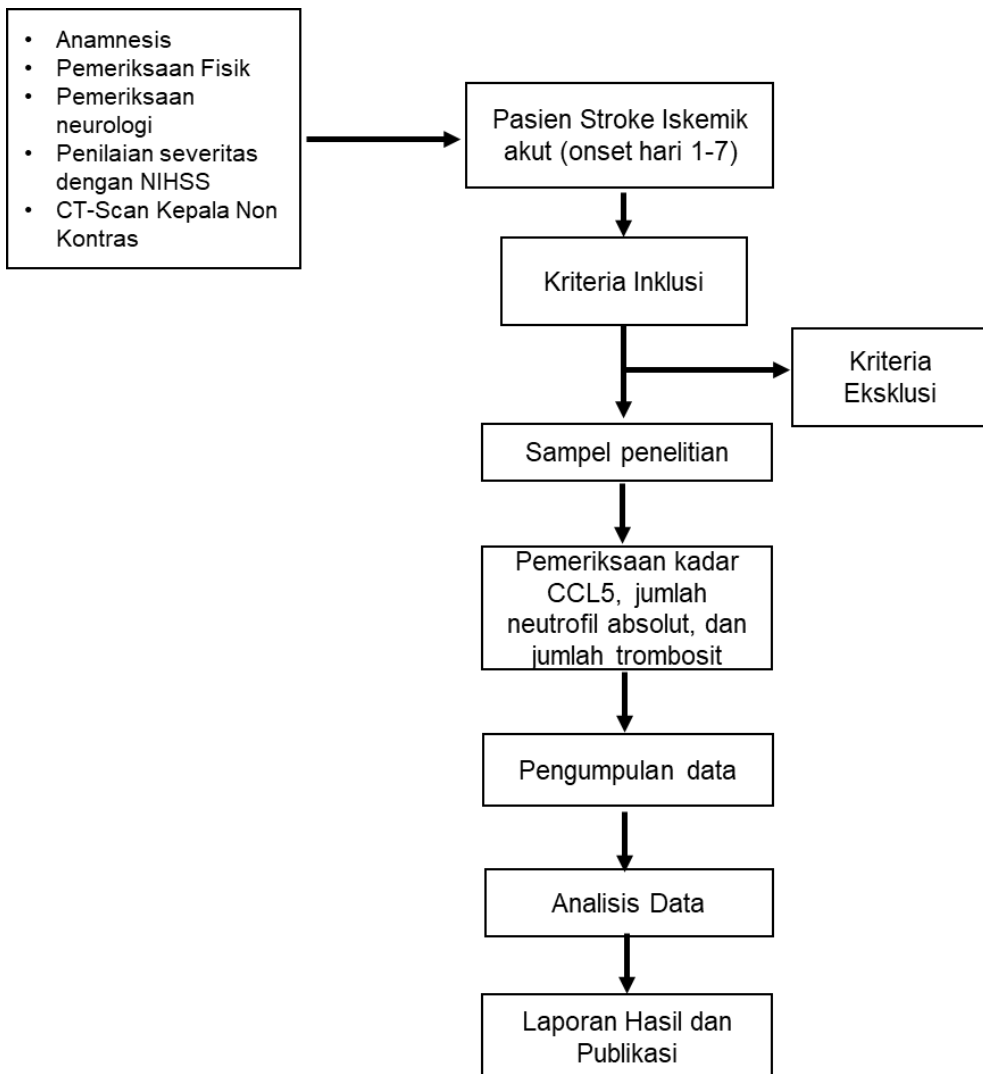 • Anamnesis
• Pemeriksaan Fisik
• Pemeriksaan
neurologi
• Penilaian severitas
dengan NIHSS
• CT-Scan Kepala Non
Kontras
Pasien Stroke Iskemik
akut (onset hari 1-7)
Kriteria Inklusi
Kriteria
Eksklusi
Sampel penelitian
Pemeriksaan kadar
CCL5, jumlah
neutrofil absolut, dan
jumlah trombosit
Pengumpulan data
Analisis Data
Laporan Hasil dan
Publikasi